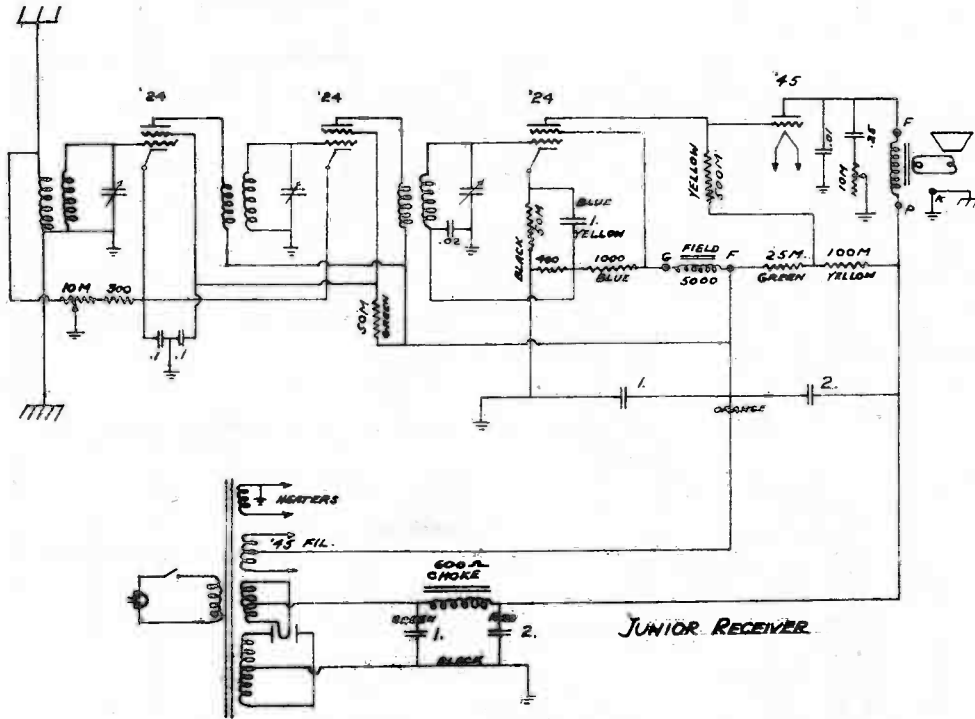 '24
'24
'24
'45
.01
.25
10M
F
P
K
YELLOW
500M
.02
BLUE
1.
YELLOW
BLACK
50M
400
1000
BLUE
G
FIELD
5000
F
25M.
GREEN
100M
YELLOW
10M
300
50M
GREEN
.1
.1
1.
ORANGE
2.
HEATERS
'45 FIL.
600Ω
CHOKE
GREEN
1.
RED
2.
BLACK
JUNIOR RECEIVER